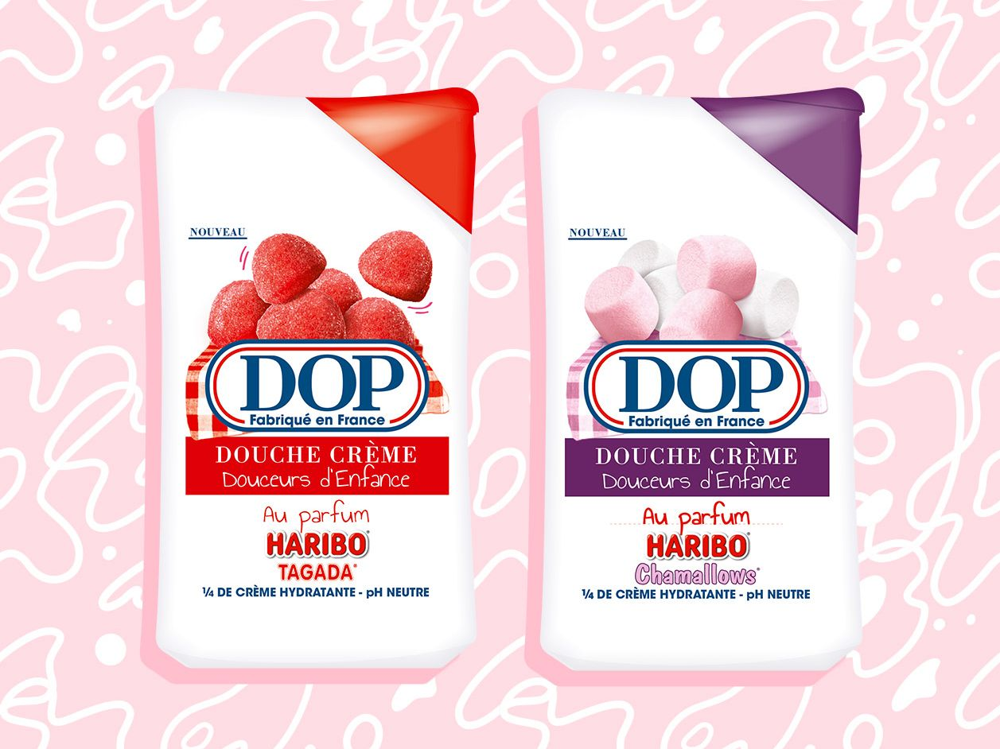 NOUVEAU
DOP
Fabriqué en France
DOUCHE CRÈME
Douceurs d'Enfance
Au parfum
HARIBO
TAGADA®
¼ DE CRÈME HYDRATANTE - pH NEUTRE
NOUVEAU
DOP
Fabriqué en France
DOUCHE CRÈME
Douceurs d'Enfance
Au parfum
HARIBO
Chamallows®
¼ DE CRÈME HYDRATANTE - pH NEUTRE